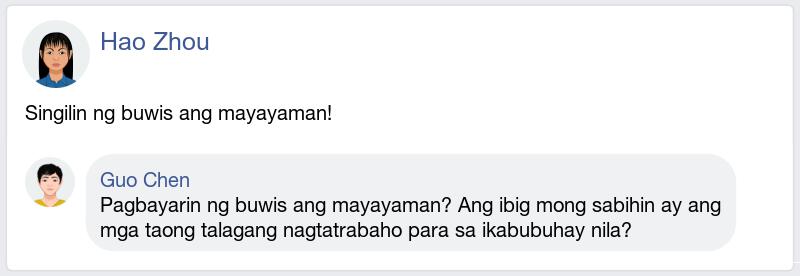 Hao Zhou
Singilin ng buwis ang mayayaman!
Guo Chen
Pagbayarin ng buwis ang mayayaman? Ang ibig mong sabihin ay ang
mga taong talagang nagtatrabaho para sa ikabubuhay nila?